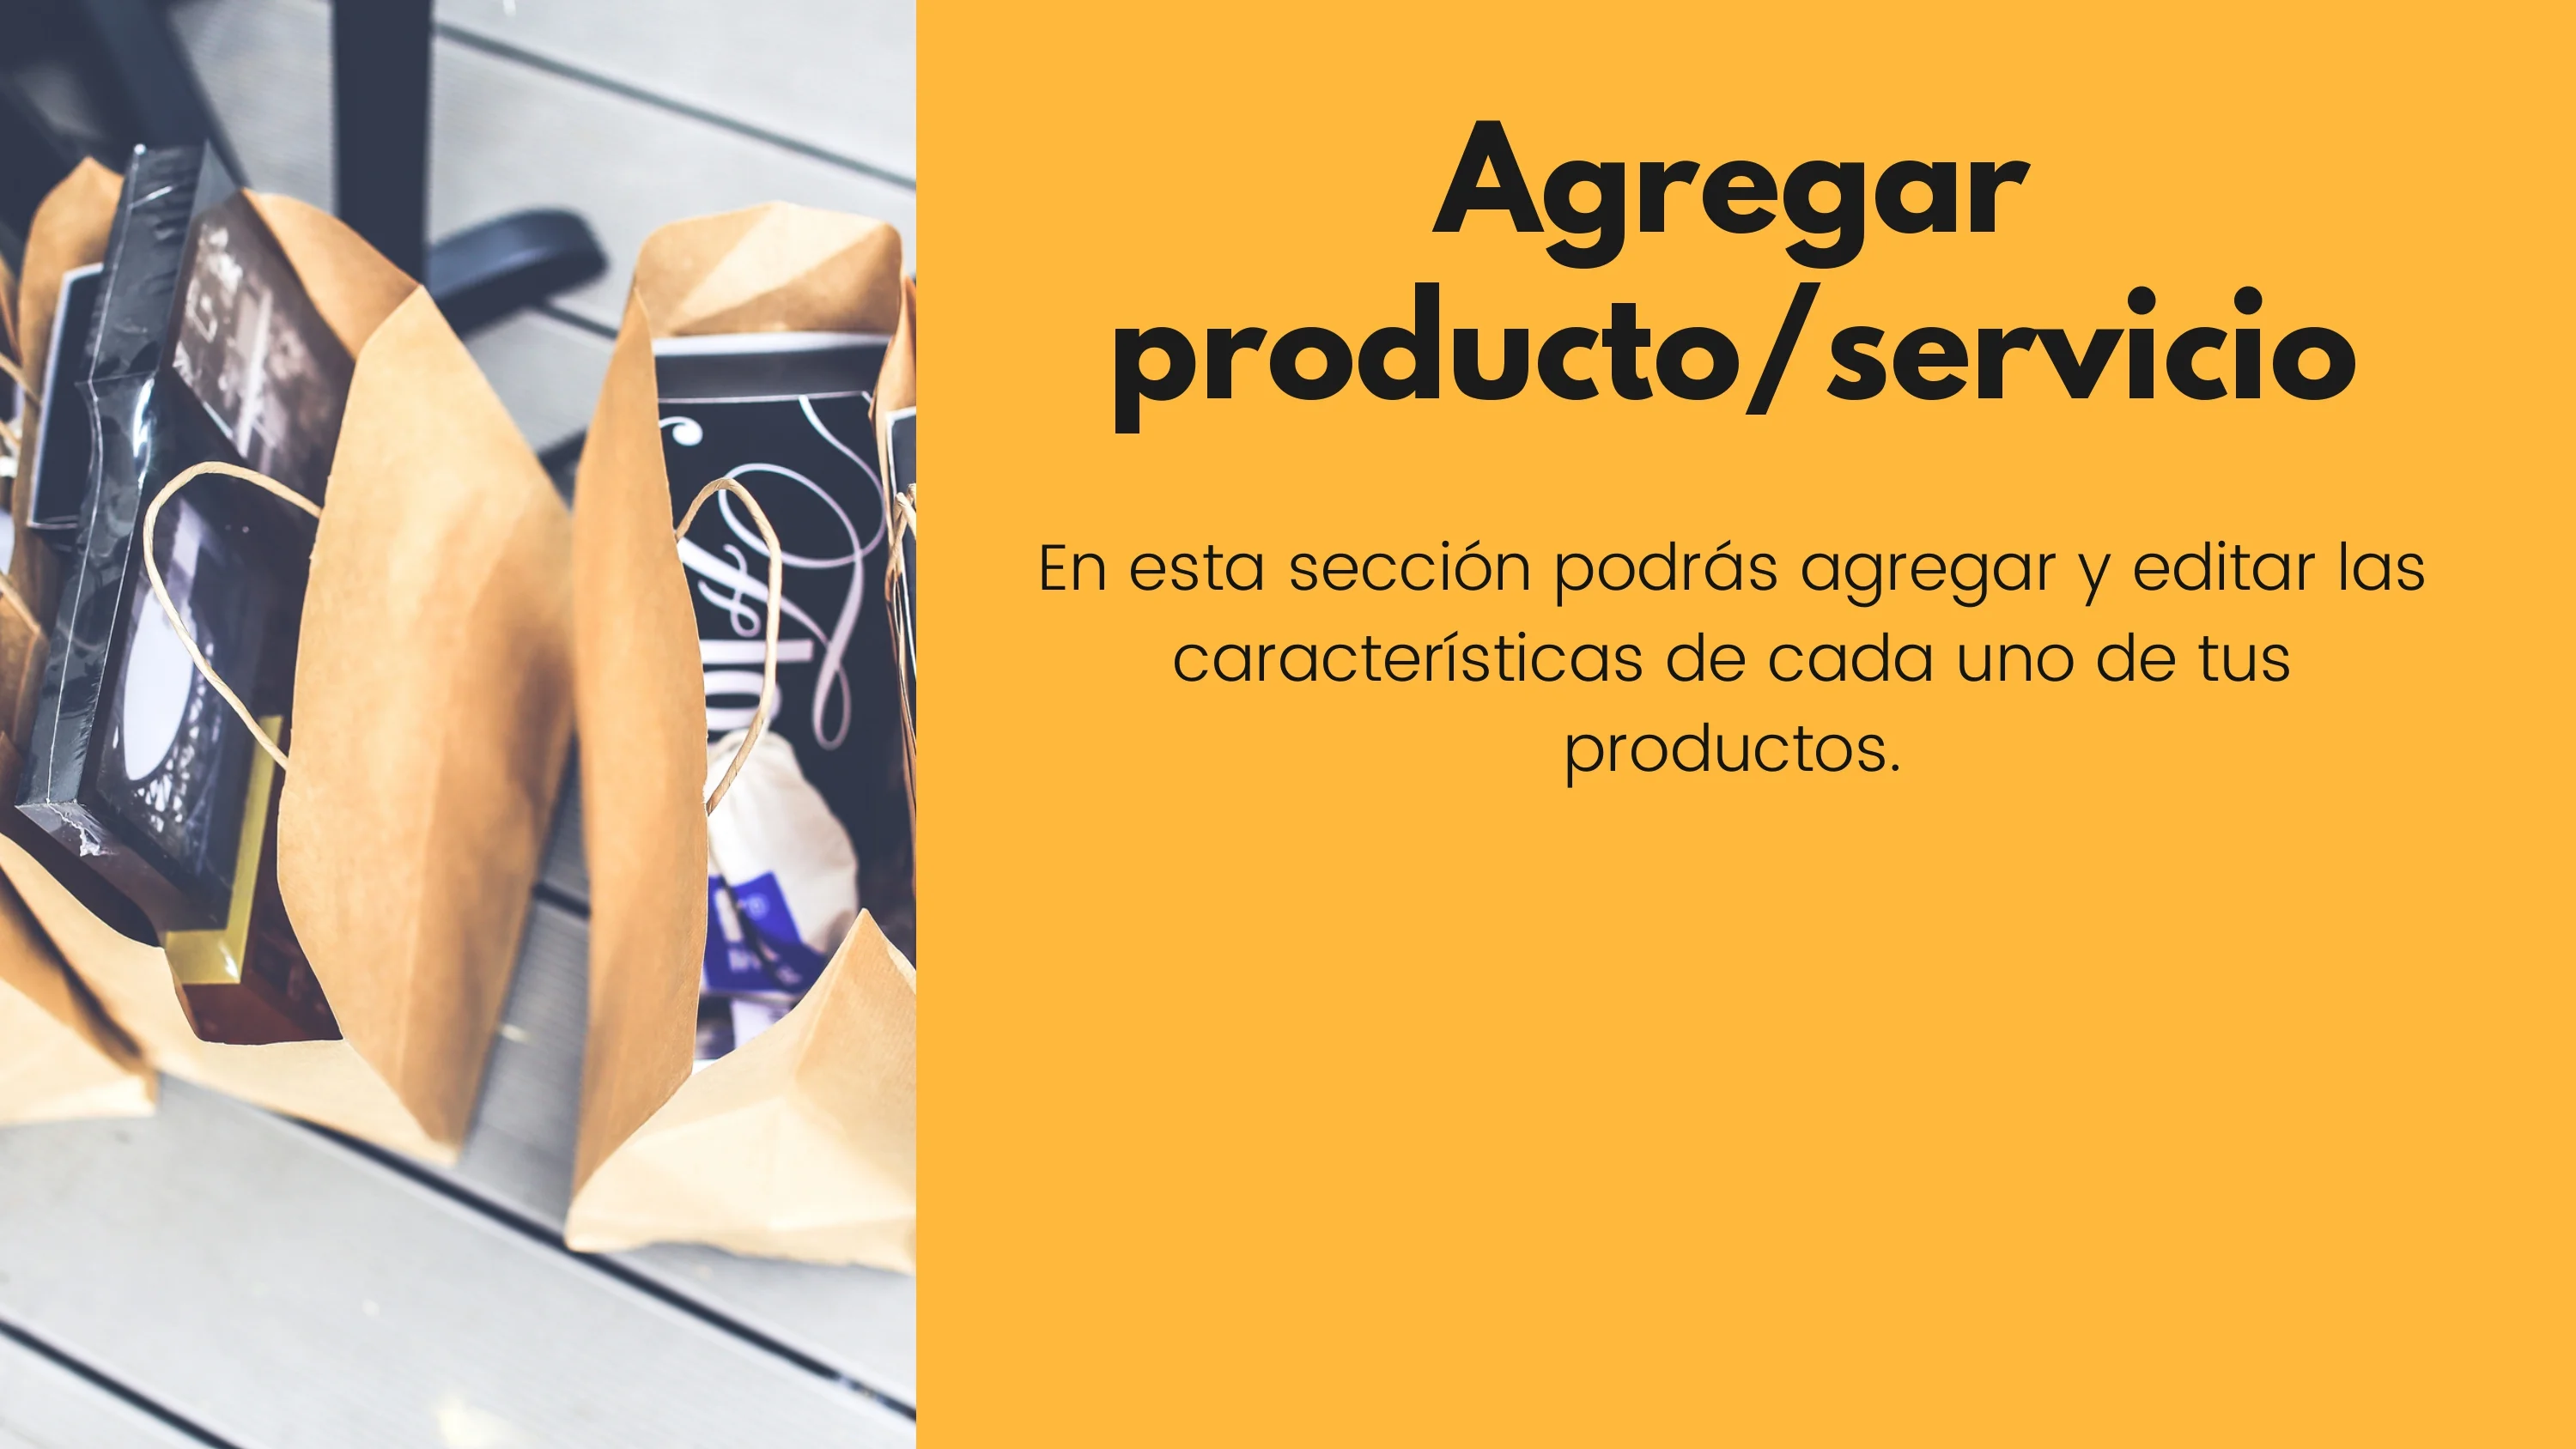 Agregar
producto/servicio
En esta sección podrás agregar y editar las
características de cada uno de tus
productos.